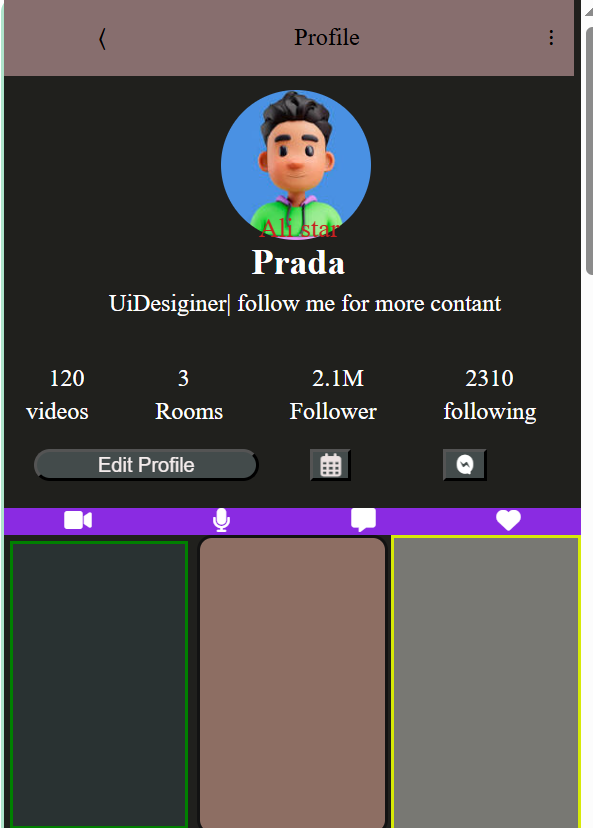 Profile
Ali star
Prada
UiDesiginer| follow me for more contant
120 3 2.1M 2310
videos Rooms Follower following
Edit Profile